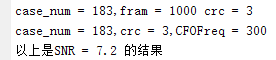 case_num = 183,fram = 1000 crc = 3
case_num = 183,crc = 3,CFOFreq = 300
以上是SNR = 7.2 的结果